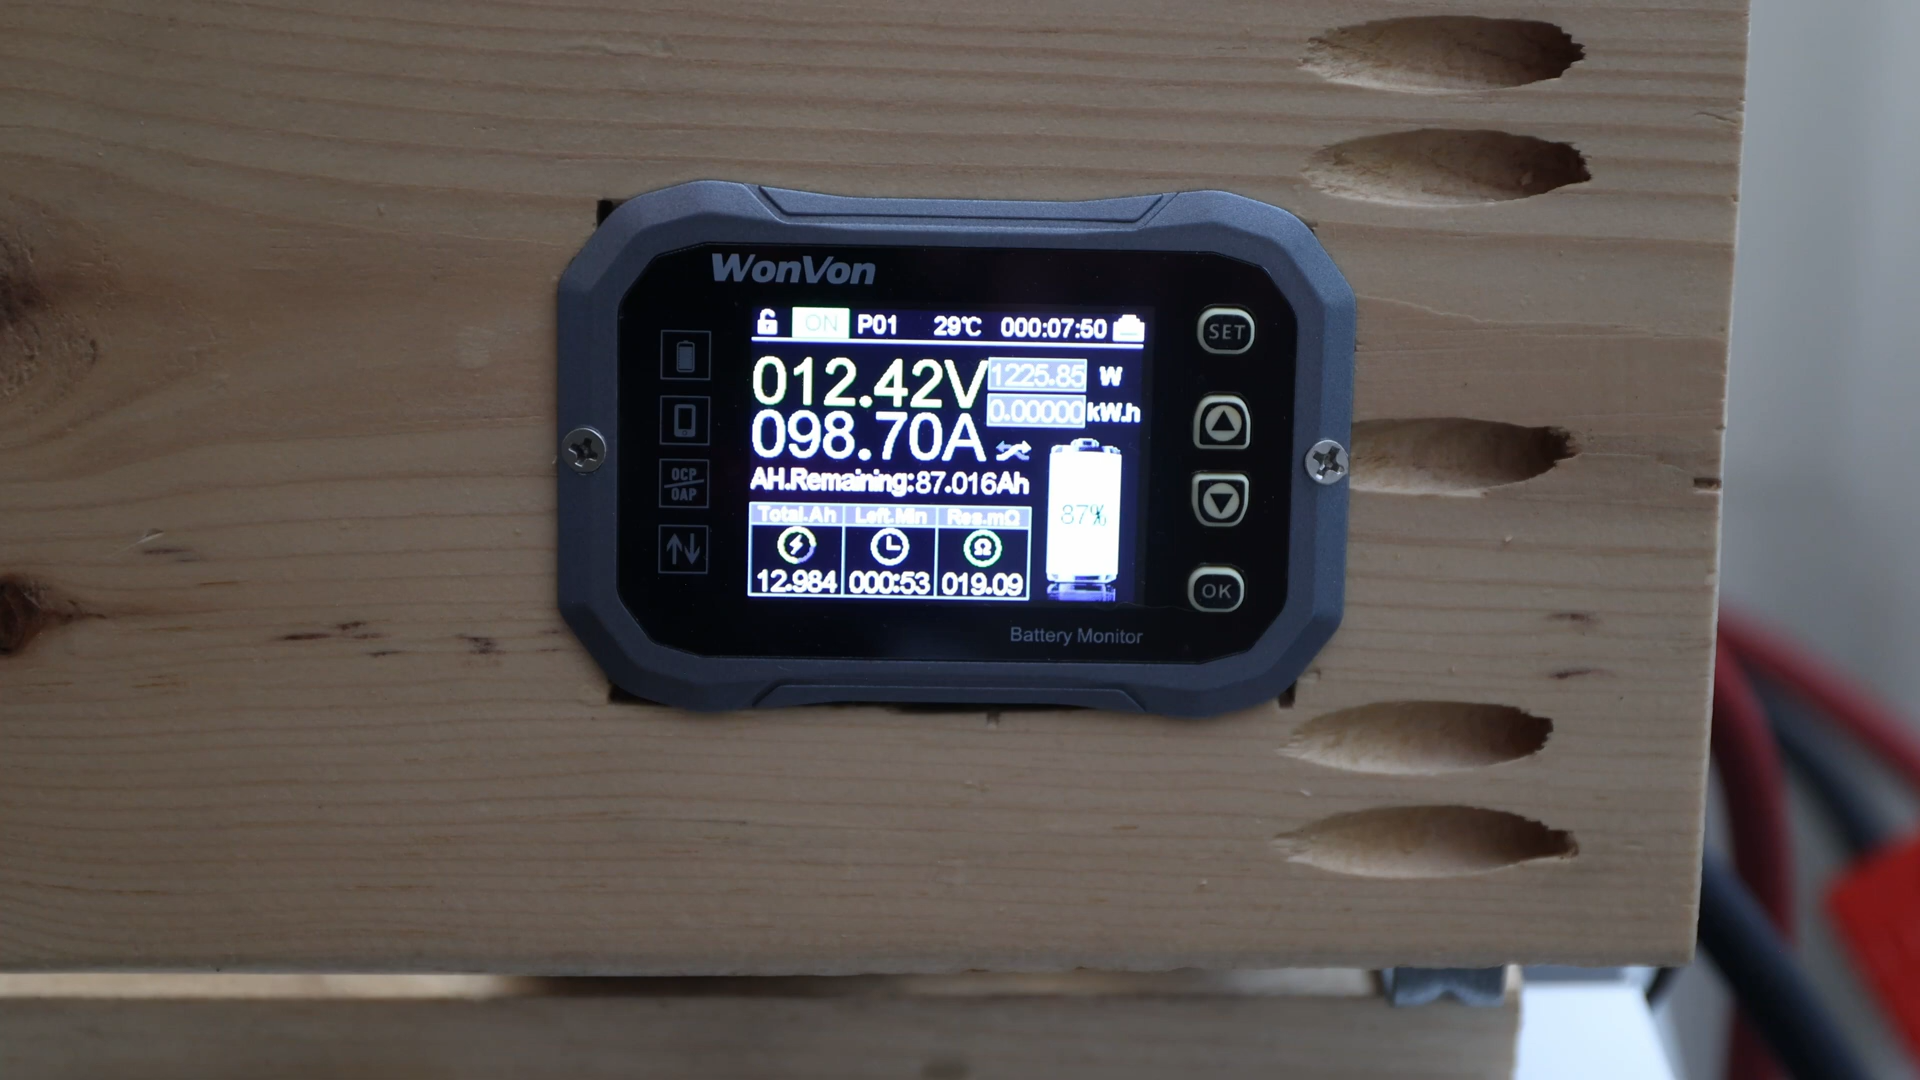 WonVon
ON P01 29℃ 000:07:50
012.42V 1225.85 W
0.00000 kW.h
098.70A
AH.Remaining:87.016Ah
Total.Ah Left.Min Res.mΩ
Ω
12.984 000:53 019.09
87%
OCP
OAP
SET
OK
Battery Monitor